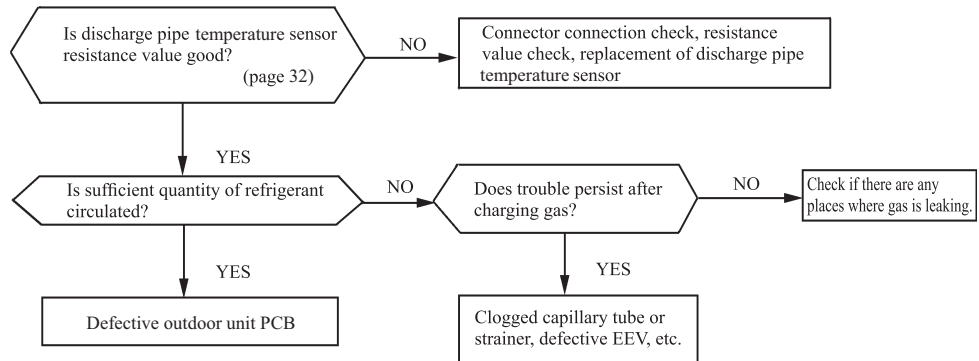 Is discharge pipe temperature sensor
resistance value good?
(page 32)
NO
Connector connection check, resistance
value check, replacement of discharge pipe
temperature sensor
YES
Is sufficient quantity of refrigerant
circulated?
NO
Does trouble persist after
charging gas?
NO
Check if there are any
places where gas is leaking.
YES
YES
Defective outdoor unit PCB
Clogged capillary tube or
strainer, defective EEV, etc.